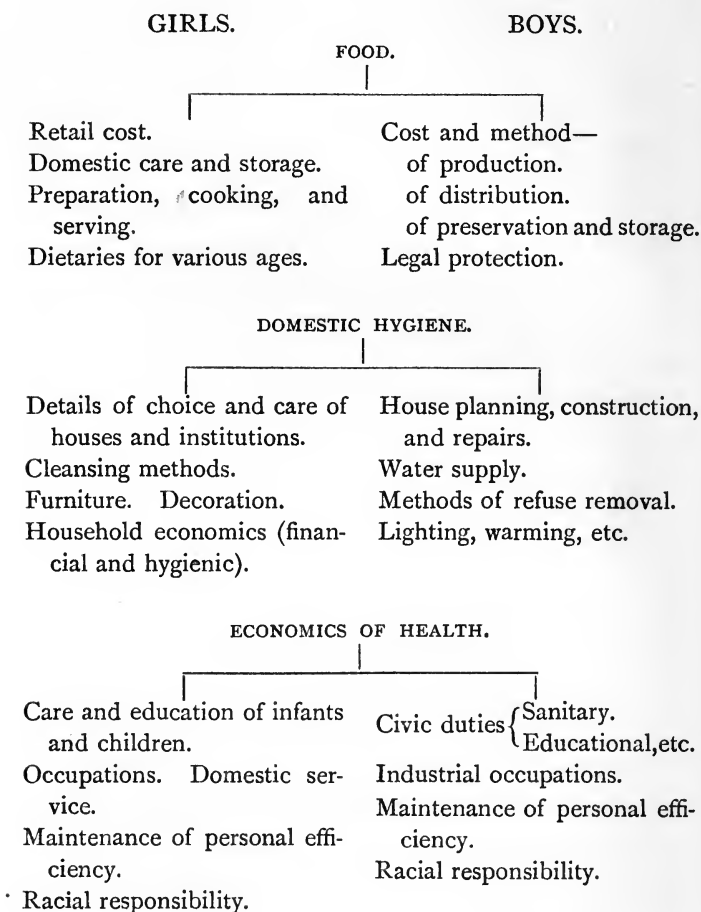 GIRLS. BOYS.
FOOD.
Retail cost.
Domestic care and storage.
Preparation, cooking, and
serving.
Dietaries for various ages.
Cost and method—
of production.
of distribution.
of preservation and storage.
Legal protection.
DOMESTIC HYGIENE.
Details of choice and care of
houses and institutions.
Cleansing methods.
Furniture. Decoration.
Household economics (finan-
cial and hygienic).
House planning, construction,
and repairs.
Water supply.
Methods of refuse removal.
Lighting, warming, etc.
ECONOMICS OF HEALTH.
Care and education of infants
and children.
Occupations. Domestic ser-
vice.
Maintenance of personal effi-
ciency.
Racial responsibility.
Civic duties { Sanitary.
Educational, etc.
Industrial occupations.
Maintenance of personal effi-
ciency.
Racial responsibility.